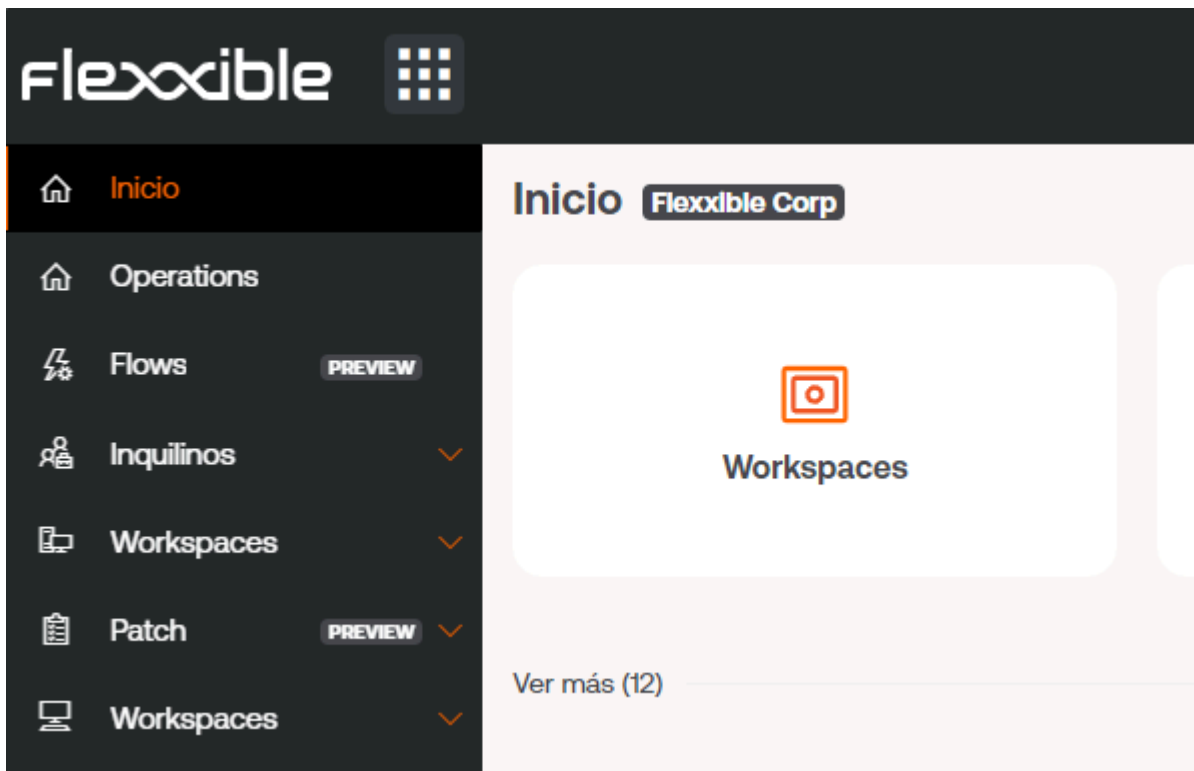 Flexxible
Inicio
Operations
Flows PREVIEW
Inquilinos
Workspaces
Patch PREVIEW
Workspaces
Inicio Flexxible Corp
Workspaces
Ver más (12)